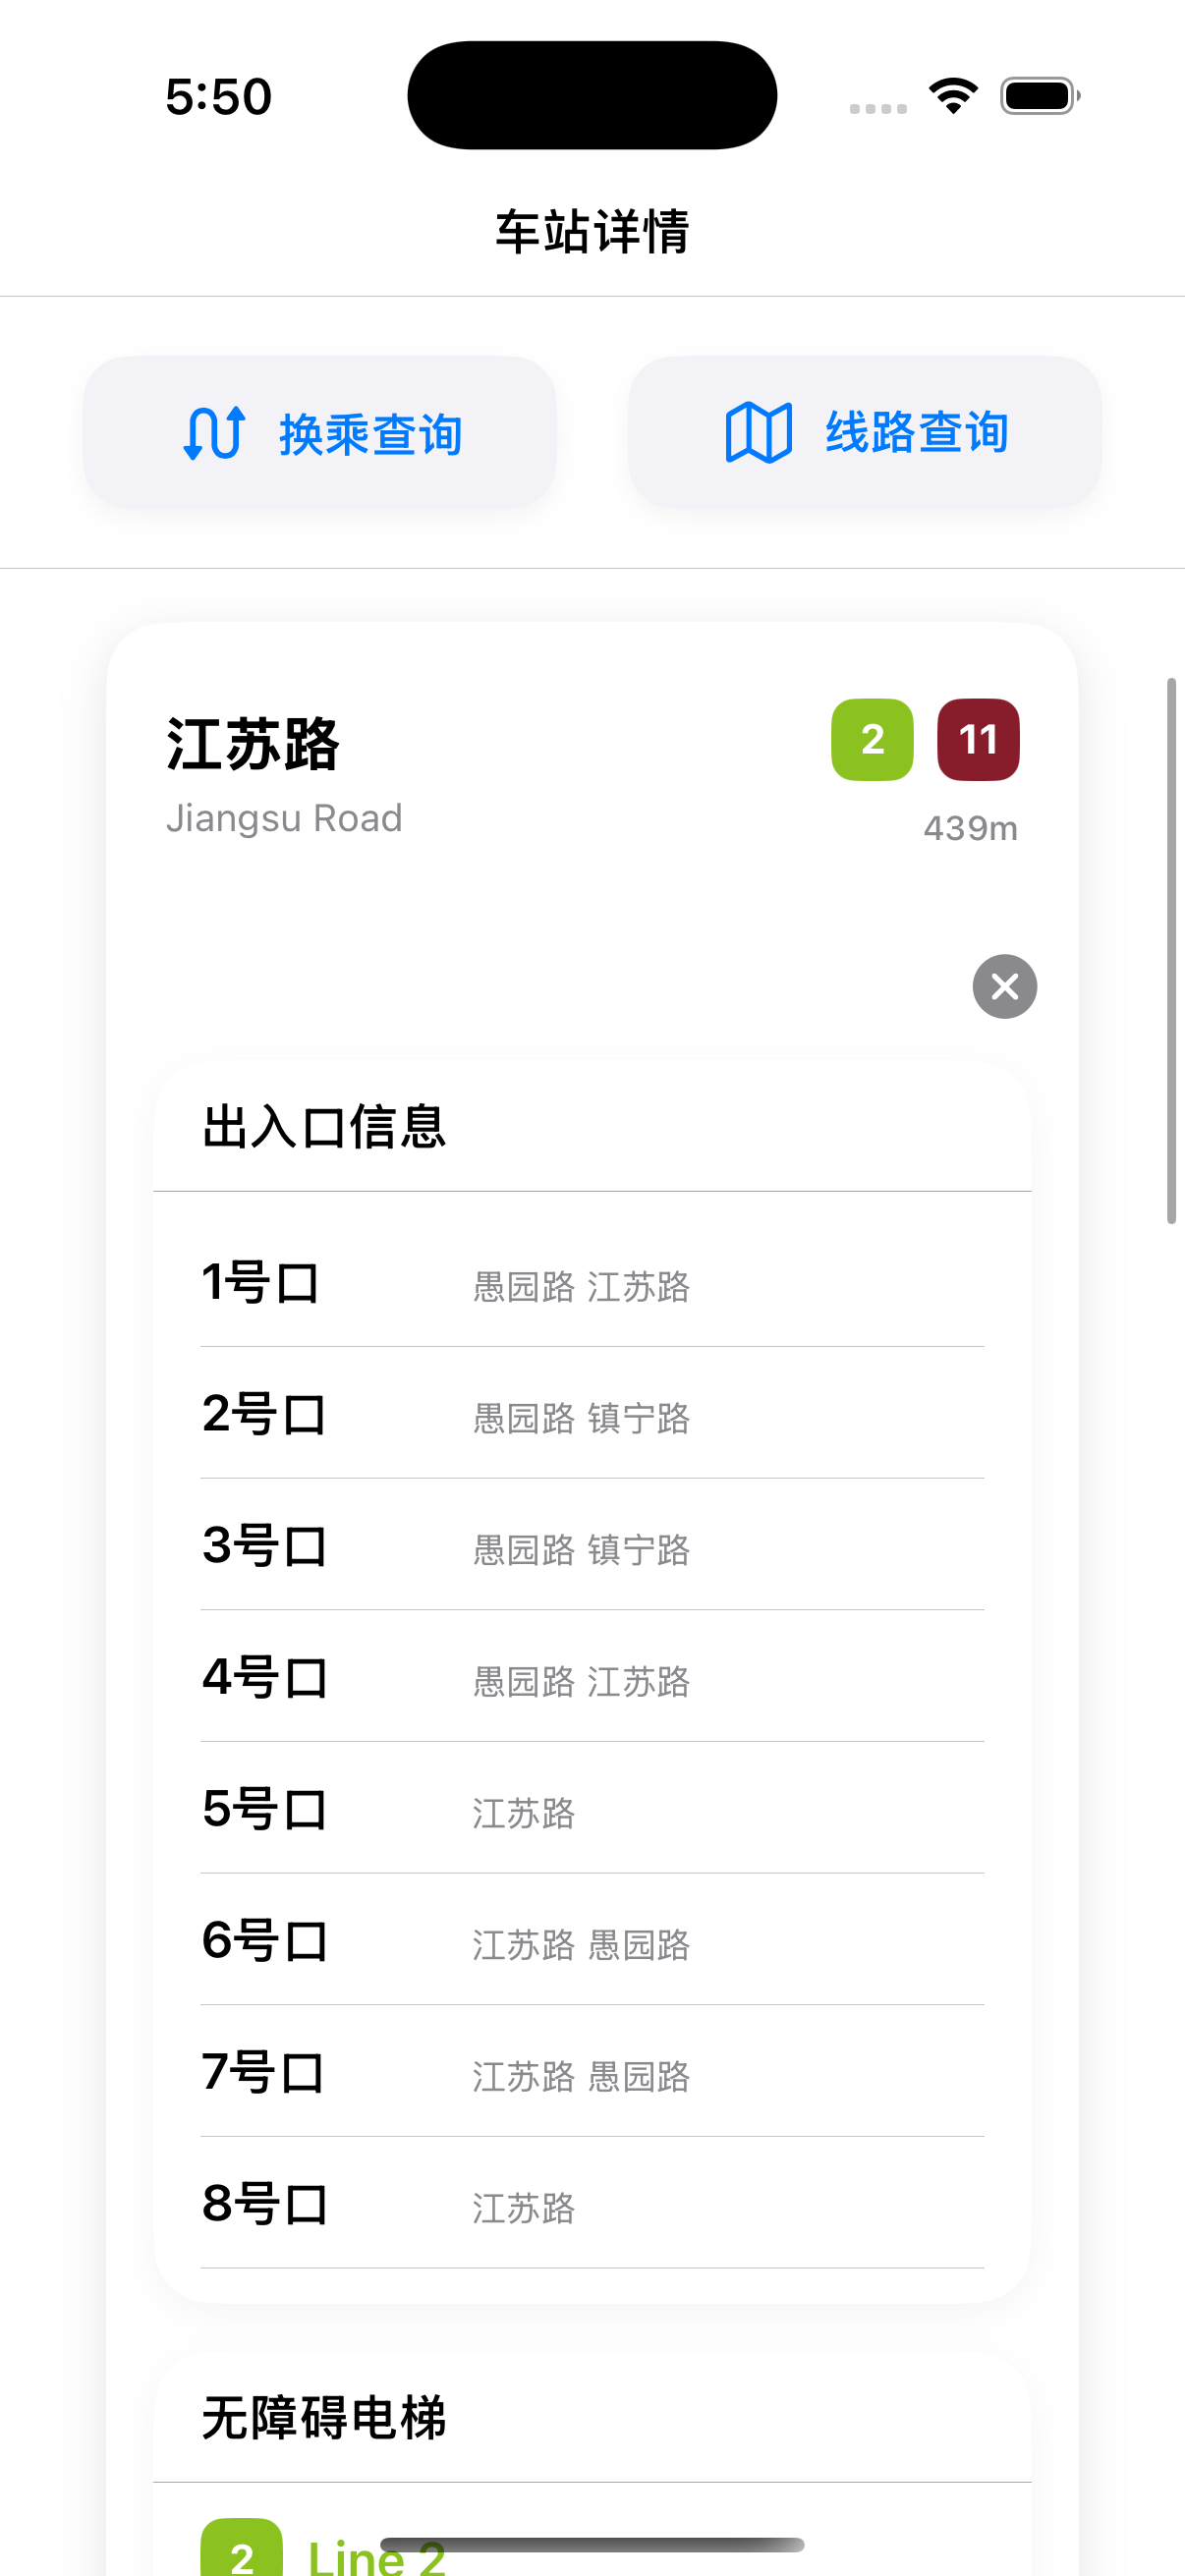 5:50
车站详情
换乘查询 线路查询
江苏路 2 11
Jiangsu Road 439m
出入口信息
1号口 愚园路 江苏路
2号口 愚园路 镇宁路
3号口 愚园路 镇宁路
4号口 愚园路 江苏路
5号口 江苏路
6号口 江苏路 愚园路
7号口 江苏路 愚园路
8号口 江苏路
无障碍电梯
2 Line 2